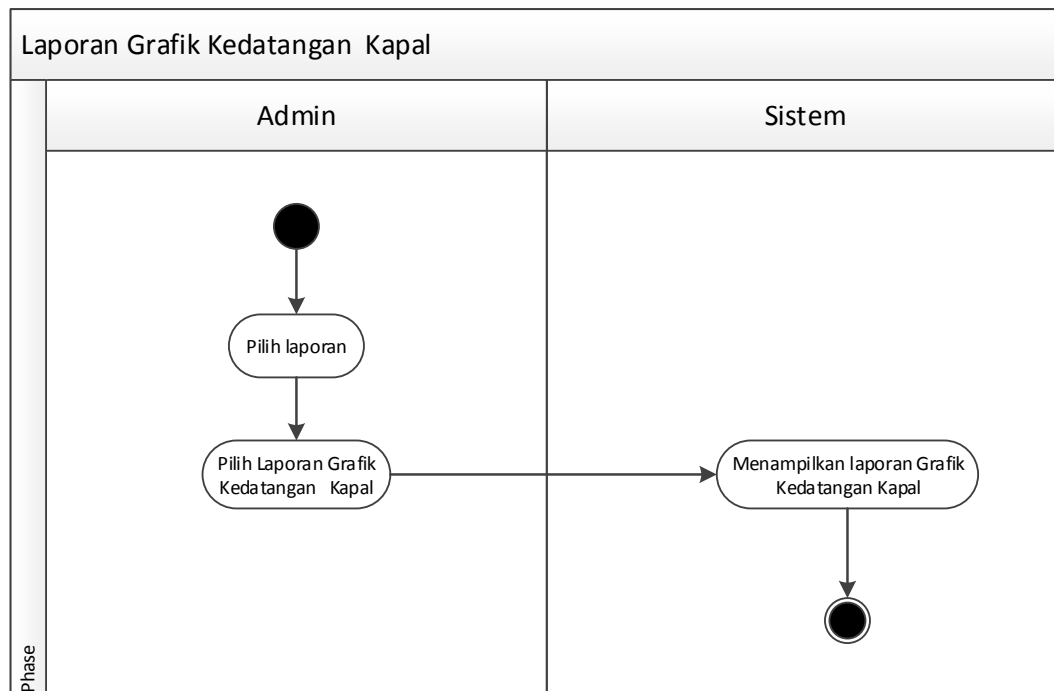 Laporan Grafik Kedatangan Kapal
Admin
Sistem
Pilih laporan
Pilih Laporan Grafik
Kedatangan Kapal
Menampilkan laporan Grafik
Kedatangan Kapal
Phase